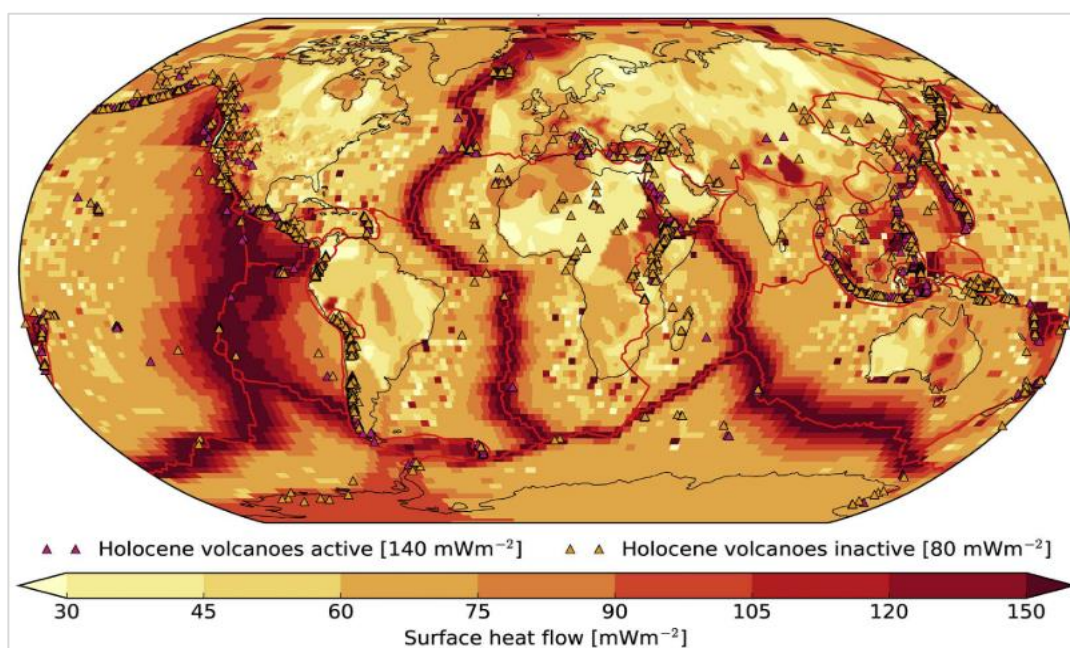 Holocene volcanoes active [140 mWm⁻²] Holocene volcanoes inactive [80 mWm⁻²]
30 45 60 75 90 105 120 150
Surface heat flow [mWm⁻²]